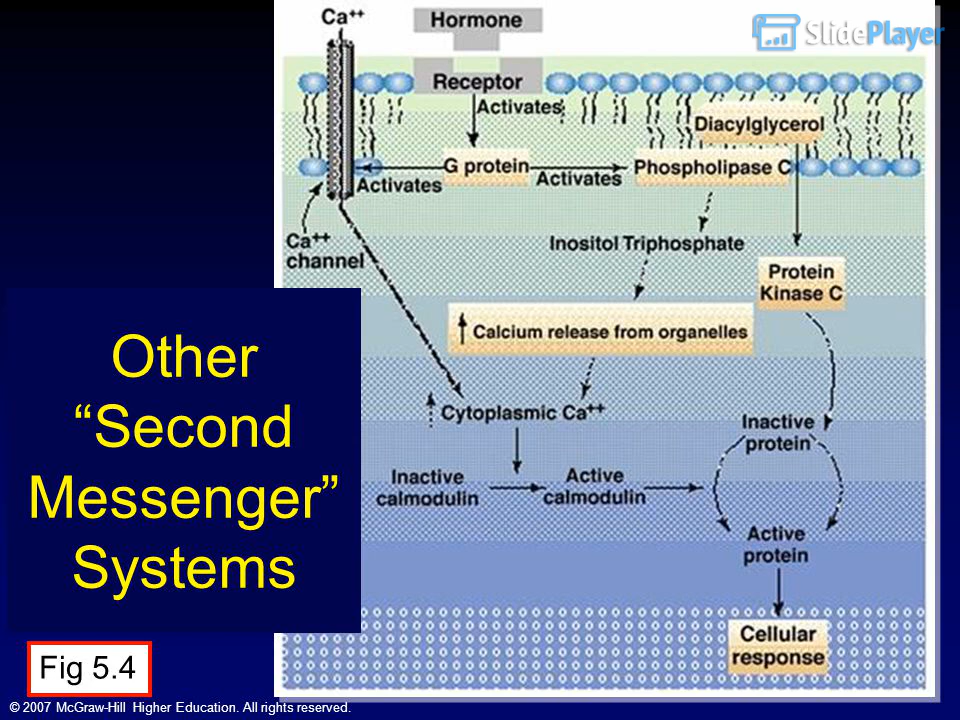 Ca++
Hormone
SlidePlayer
Receptor
Activates
Diacylglycerol
G protein
Phospholipase C
Activates
Activates
Ca++
channel
Inositol Triphosphate
Protein
Kinase C
Calcium release from organelles
Other
“Second
Messenger”
Systems
Cytoplasmic Ca++
Inactive
protein
Inactive
calmodulin
Active
calmodulin
Active
protein
Cellular
response
Fig 5.4
© 2007 McGraw-Hill Higher Education. All rights reserved.